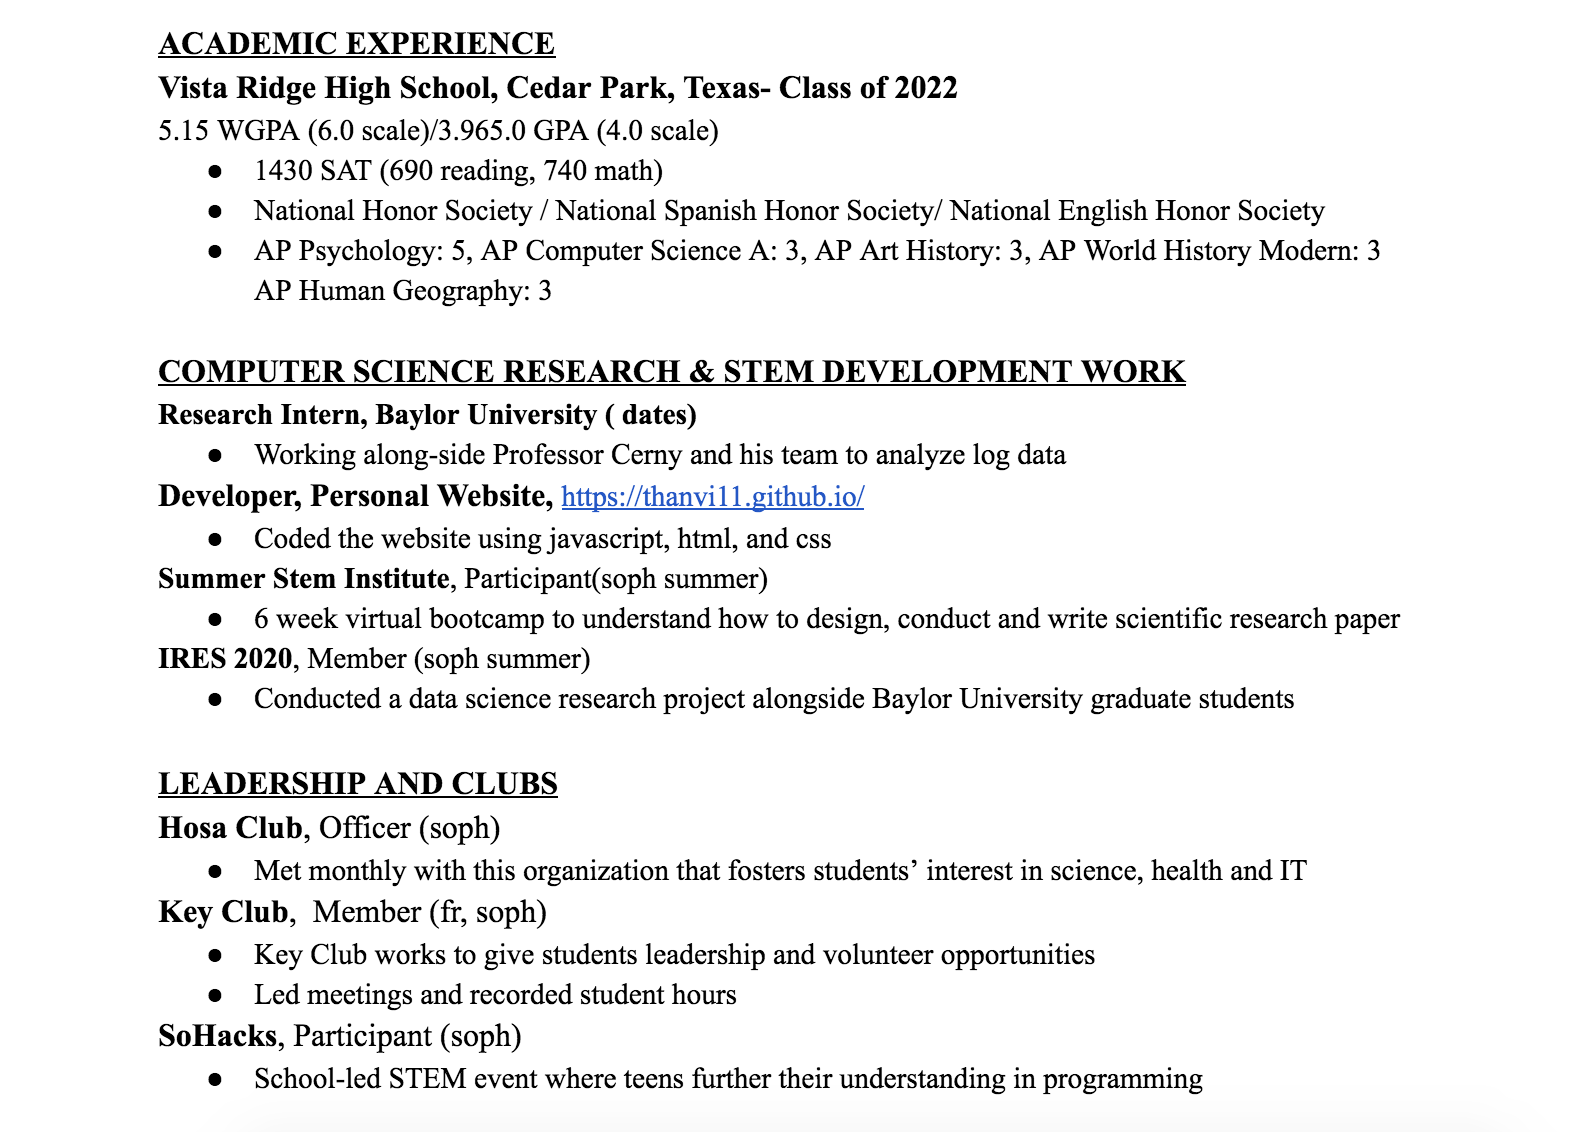 ACADEMIC EXPERIENCE
Vista Ridge High School, Cedar Park, Texas- Class of 2022
5.15 WGPA (6.0 scale)/3.965.0 GPA (4.0 scale)
● 1430 SAT (690 reading, 740 math)
● National Honor Society / National Spanish Honor Society/ National English Honor Society
● AP Psychology: 5, AP Computer Science A: 3, AP Art History: 3, AP World History Modern: 3
AP Human Geography: 3
COMPUTER SCIENCE RESEARCH & STEM DEVELOPMENT WORK
Research Intern, Baylor University ( dates)
● Working along-side Professor Cerny and his team to analyze log data
Developer, Personal Website, https://thanvi11.github.io/
● Coded the website using javascript, html, and css
Summer Stem Institute, Participant(soph summer)
● 6 week virtual bootcamp to understand how to design, conduct and write scientific research paper
IRES 2020, Member (soph summer)
● Conducted a data science research project alongside Baylor University graduate students
LEADERSHIP AND CLUBS
Hosa Club, Officer (soph)
● Met monthly with this organization that fosters students’ interest in science, health and IT
Key Club,  Member (fr, soph)
● Key Club works to give students leadership and volunteer opportunities
● Led meetings and recorded student hours
SoHacks, Participant (soph)
● School-led STEM event where teens further their understanding in programming